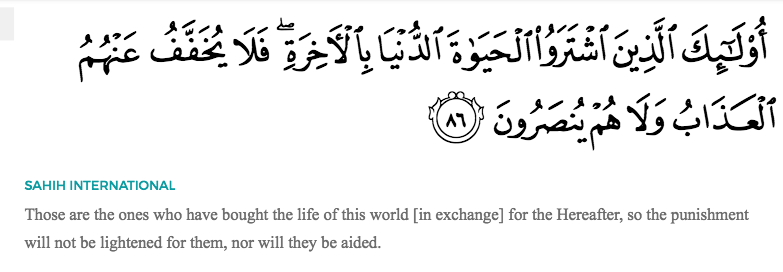 أُوْلَـٰٓئِكَ ٱلَّذِينَ ٱشْتَرَوُا۟ ٱلْحَيَوٰةَ ٱلدُّنْيَا بِٱلْـَٔاخِرَةِ ۖ فَلَا يُخَفَّفُ عَنْهُمُ
ٱلْعَذَابُ وَلَا هُمْ يُنصَرُونَ ٨٦
SAHIH INTERNATIONAL
Those are the ones who have bought the life of this world [in exchange] for the Hereafter, so the punishment
will not be lightened for them, nor will they be aided.